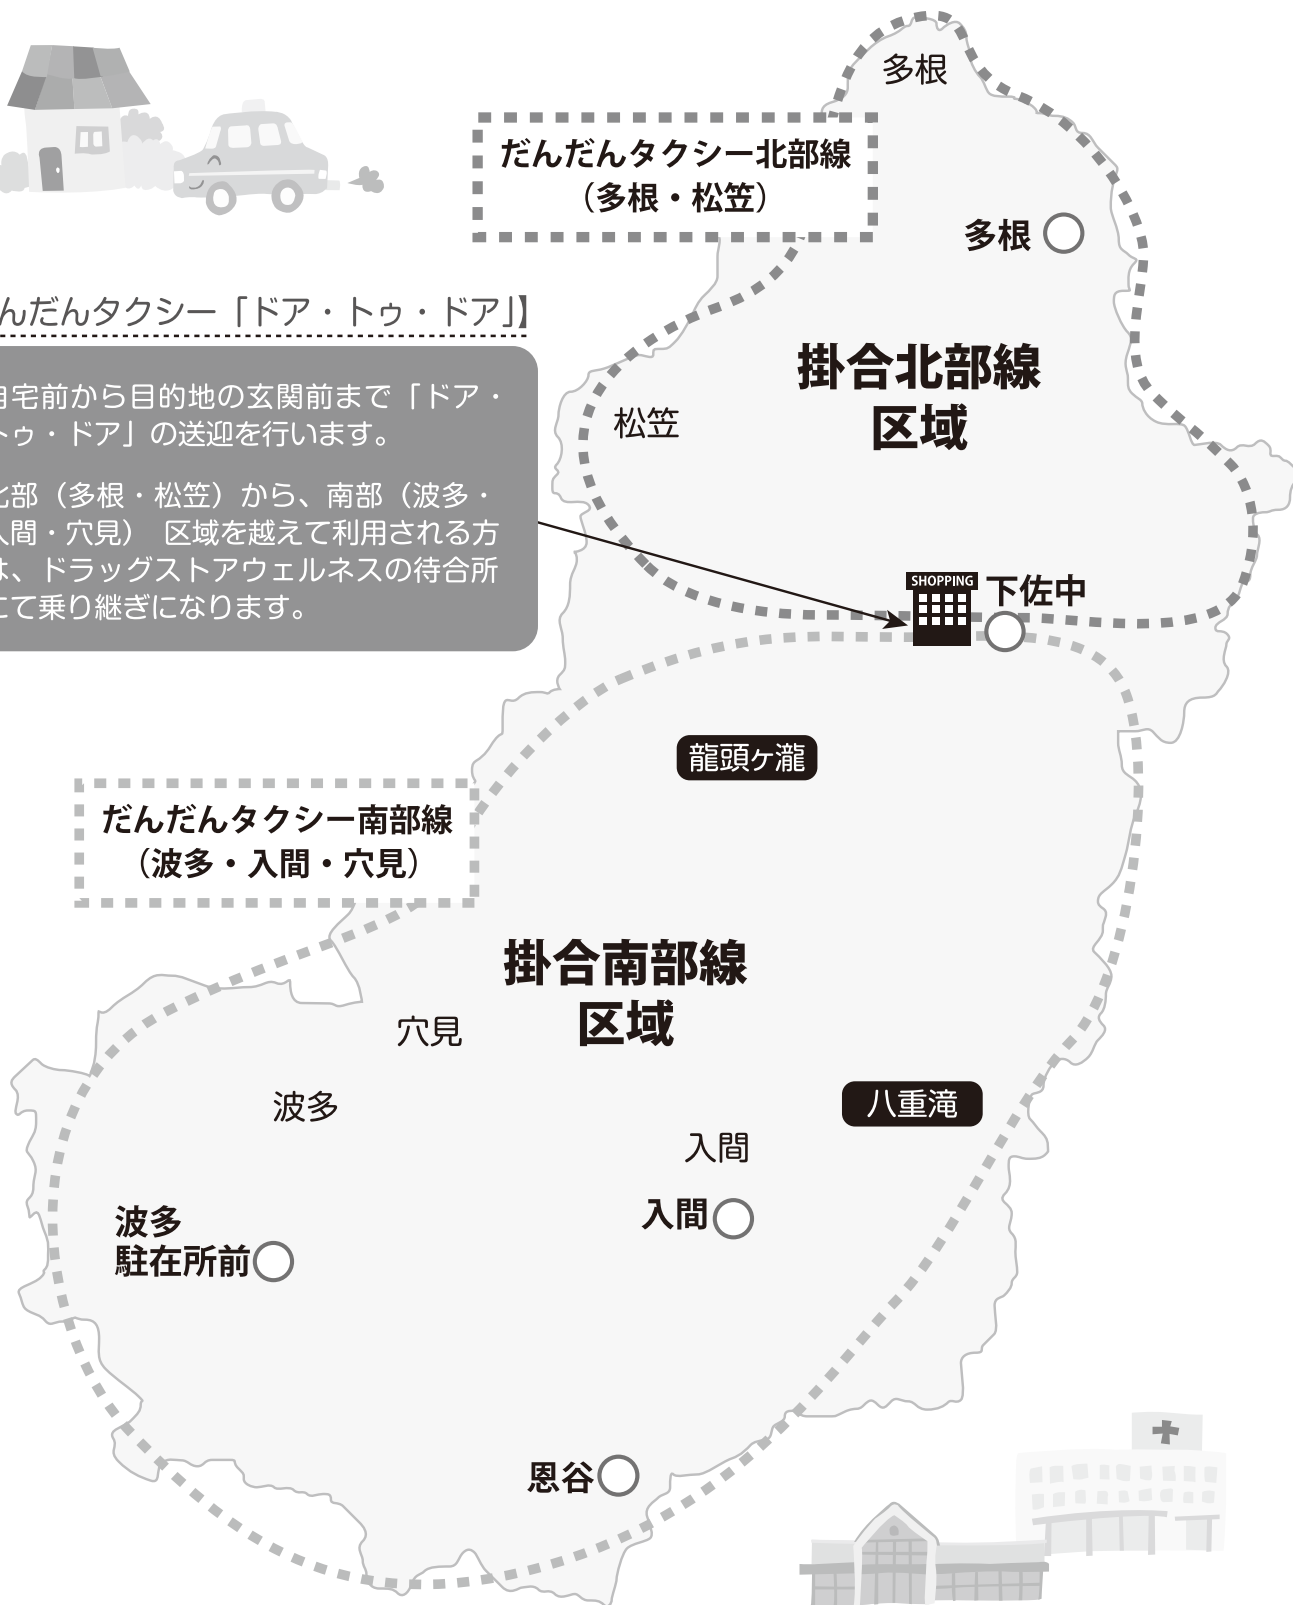 多根
だんだんタクシー北部線
（多根・松笠）
多根
んだんタクシー「ドア・トゥ・ドア」】
自宅前から目的地の玄関前まで「ドア・
トゥ・ドア」の送迎を行います。
北部（多根・松笠）から、南部（波多・
入間・穴見）　区域を越えて利用される方
は、ドラッグストアウェルネスの待合所
にて乗り継ぎになります。
掛合北部線
区域
松笠
SHOPPING
下佐中
龍頭ヶ瀧
だんだんタクシー南部線
（波多・入間・穴見）
掛合南部線
区域
穴見
波多
八重滝
入間
入間
波多
駐在所前
恩谷